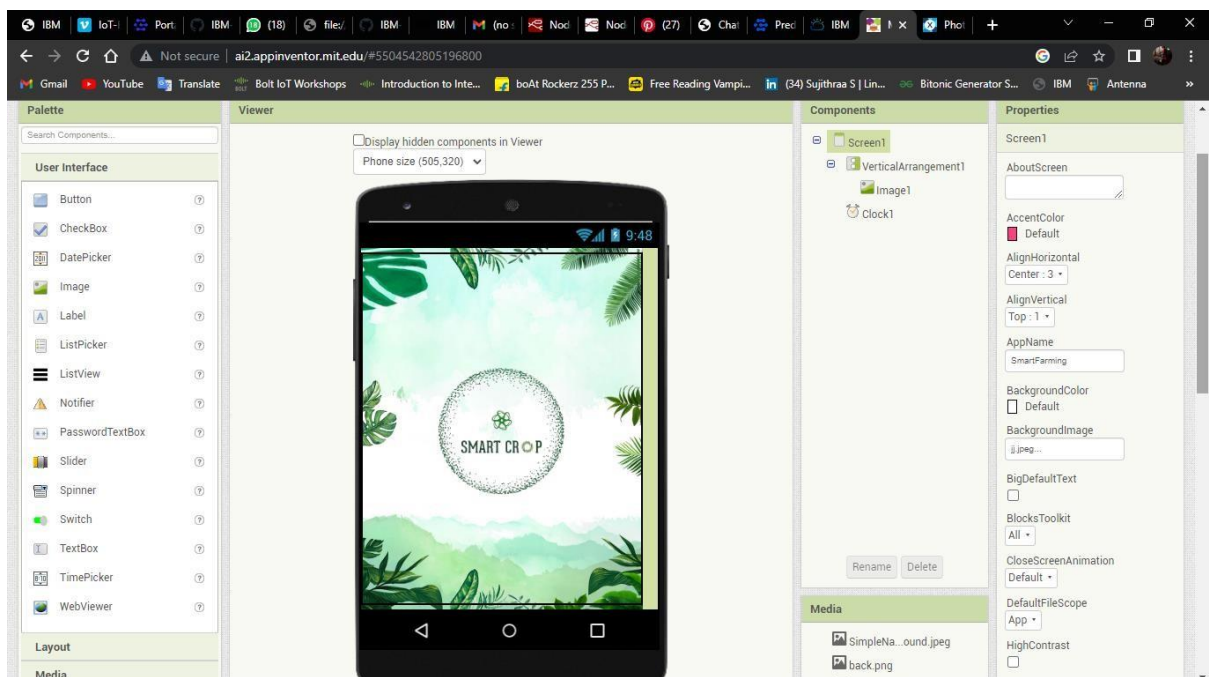 IBM IoT-I Port: IBM- (18) file:/ IBM- IBM (no s Nod Nod (27) Chat Pred IBM Phot
Not secure ai2.appinventor.mit.edu/#5504542805196800
Gmail YouTube Translate Bolt IoT Workshops Introduction to Inte... boAt Rockerz 255 P... Free Reading Vampi... (34) Sujithraa S | Lin... Bitonic Generator S... IBM Antenna »
Palette Viewer Components Properties
Search Components...
Display hidden components in Viewer
Screen1
Screen1
Phone size (505,320)
User Interface
VerticalArrangement1
AboutScreen
Image1
Button
Clock1
AccentColor
CheckBox
Default
9:48
DatePicker
AlignHorizontal
Center : 3
Image
AlignVertical
Label
Top : 1
ListPicker
AppName
SmartFarming
ListView
BackgroundColor
Notifier
Default
PasswordTextBox
BackgroundImage
SMART CROP
jj.jpeg...
Slider
BigDefaultText
Spinner
Switch
BlocksToolkit
All
TextBox
Rename Delete
CloseScreenAnimation
TimePicker
Default
WebViewer
Media
DefaultFileScope
App
Layout
SimpleNa...ound.jpeg
HighContrast
back.png
Media